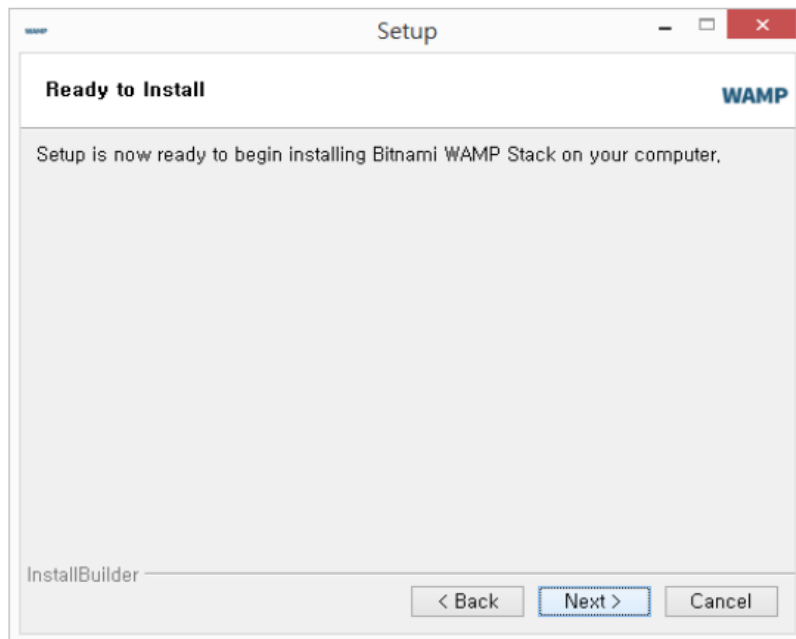 WAMP
Setup
Ready to Install
WAMP
Setup is now ready to begin installing Bitnami WAMP Stack on your computer.
InstallBuilder
< Back
Next >
Cancel